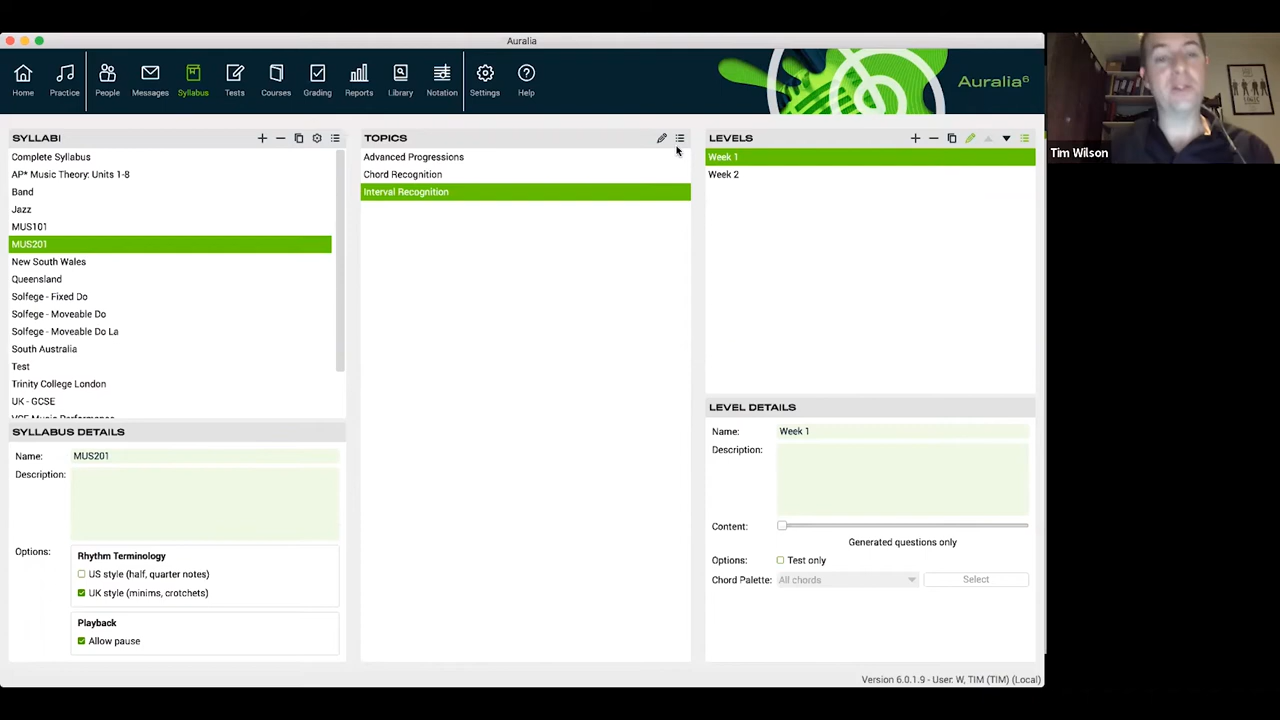 Auralia
Home
Practice
People
Messages
Syllabus
Tests
Courses
Grading
Reports
Library
Notation
Settings
Help
Auralia6
Tim Wilson
SYLLABI
Complete Syllabus
AP* Music Theory: Units 1-8
Band
Jazz
MUS101
MUS201
New South Wales
Queensland
Solfege - Fixed Do
Solfege - Moveable Do
Solfege - Moveable Do La
South Australia
Test
Trinity College London
UK - GCSE
VCE Music Performance
SYLLABUS DETAILS
Name: MUS201
Description:
Options:
Rhythm Terminology
US style (half, quarter notes)
UK style (minims, crotchets)
Playback
Allow pause
TOPICS
Advanced Progressions
Chord Recognition
Interval Recognition
LEVELS
Week 1
Week 2
LEVEL DETAILS
Name: Week 1
Description:
Content:
Generated questions only
Options: Test only
Chord Palette: All chords Select
Version 6.0.1.9 - User: W, TIM (TIM) (Local)